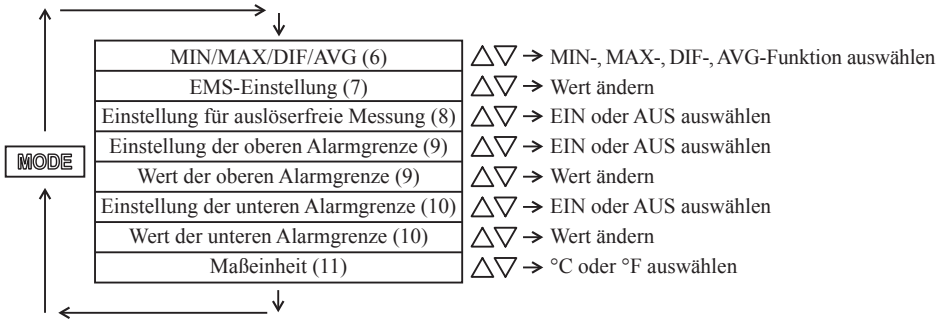 MIN/MAX/DIF/AVG (6) △▽ → MIN-, MAX-, DIF-, AVG-Funktion auswählen
EMS-Einstellung (7) △▽ → Wert ändern
Einstellung für auslöserfreie Messung (8) △▽ → EIN oder AUS auswählen
Einstellung der oberen Alarmgrenze (9) △▽ → EIN oder AUS auswählen
MODE
Wert der oberen Alarmgrenze (9) △▽ → Wert ändern
Einstellung der unteren Alarmgrenze (10) △▽ → EIN oder AUS auswählen
Wert der unteren Alarmgrenze (10) △▽ → Wert ändern
Maßeinheit (11) △▽ → °C oder °F auswählen